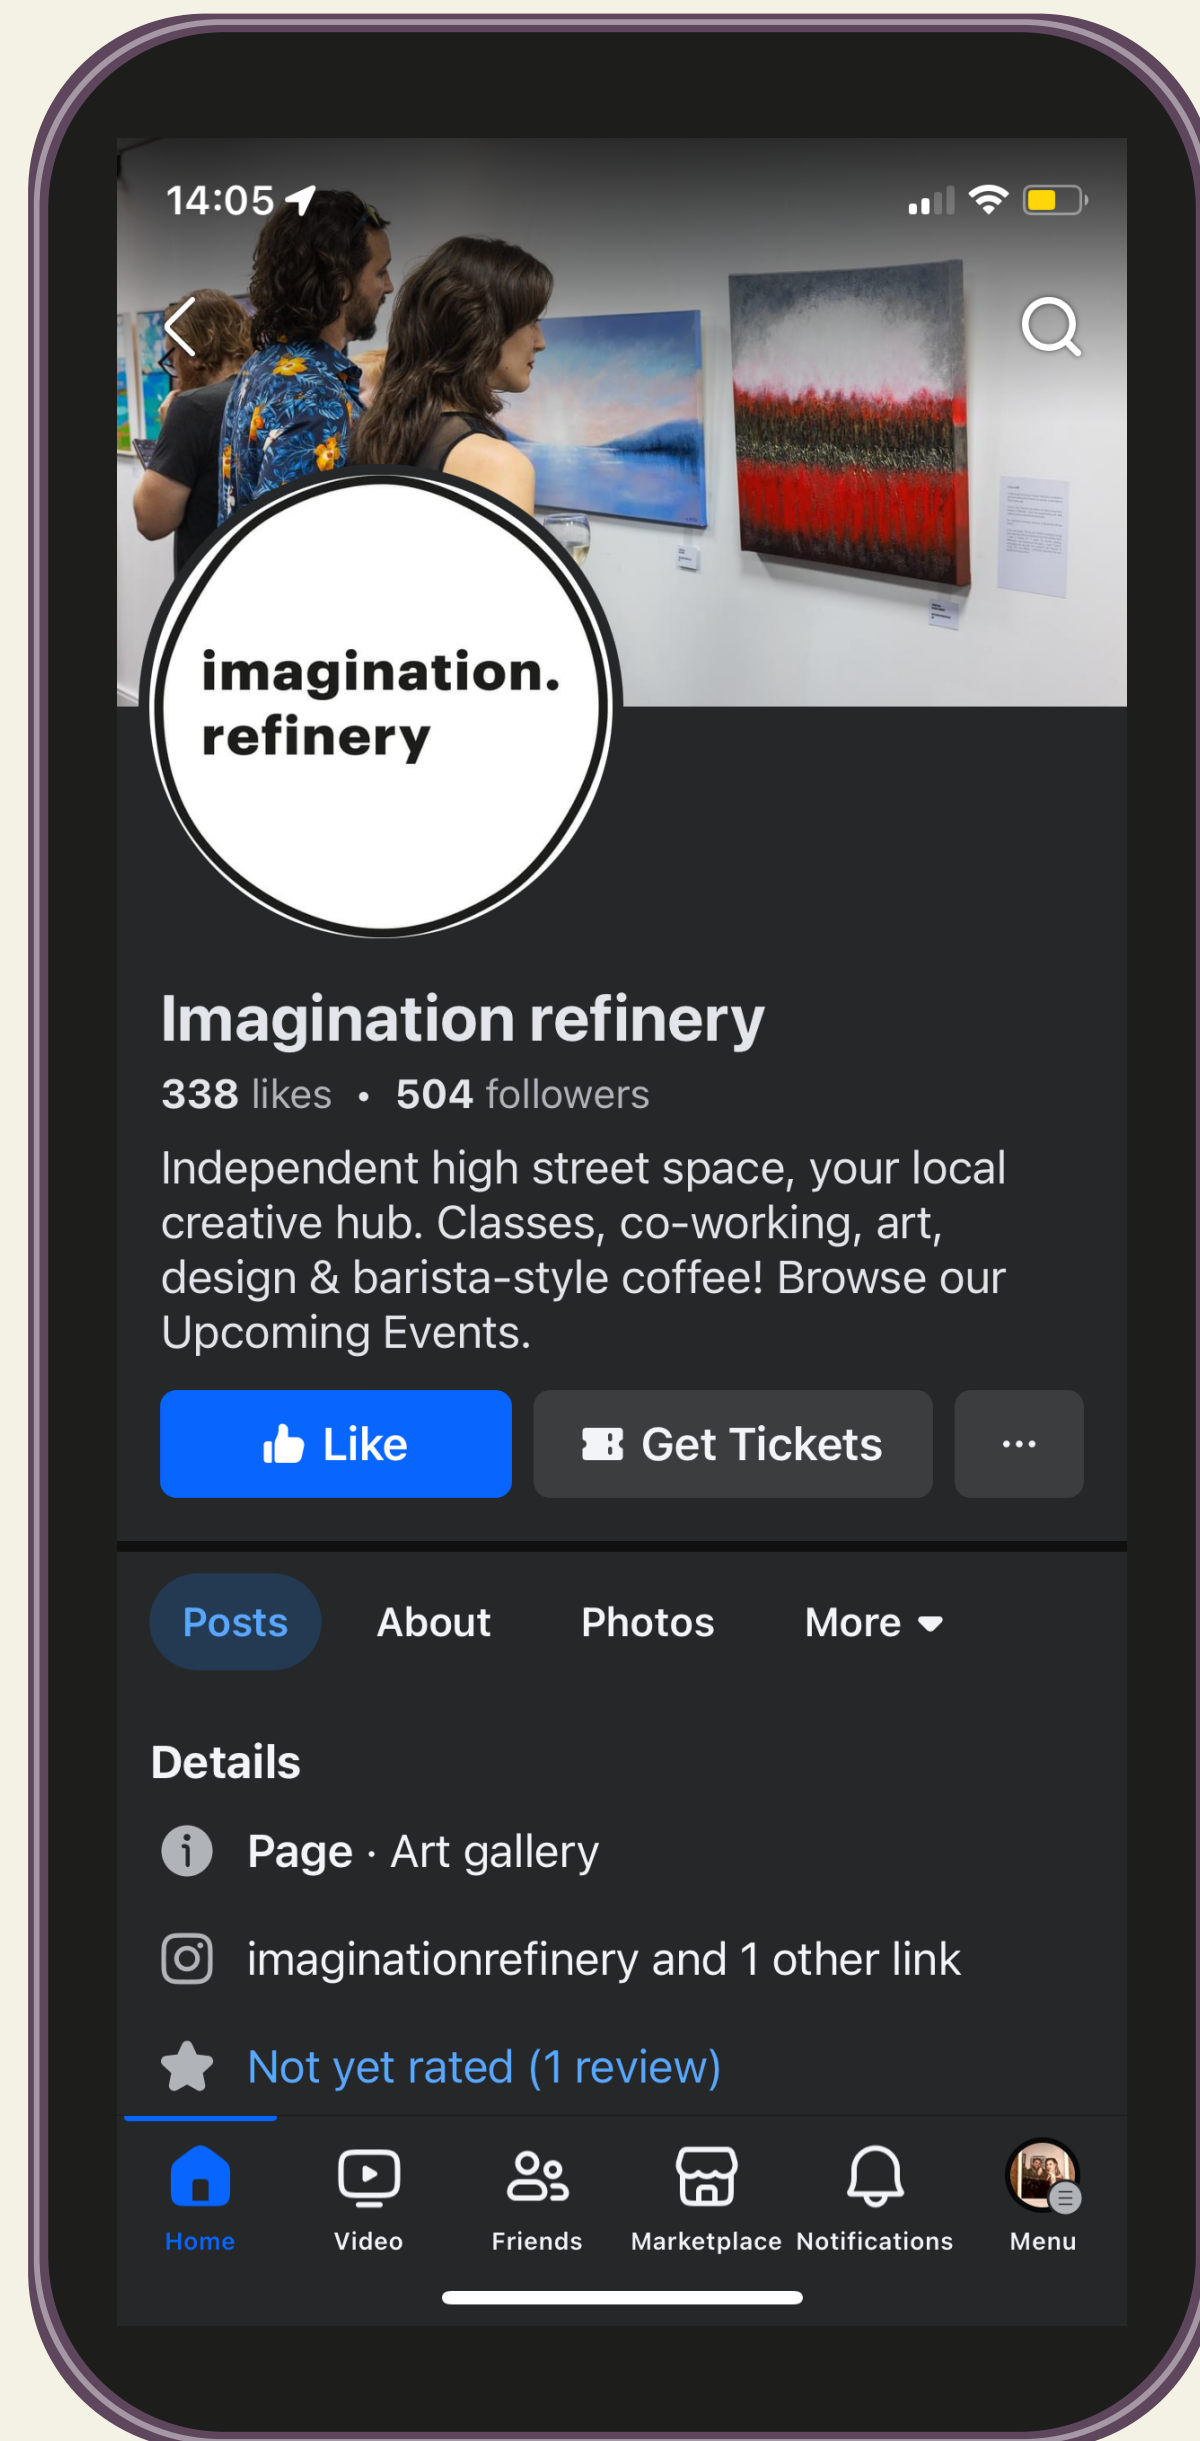 14:05
imagination.
refinery
Imagination refinery
338 likes • 504 followers
Independent high street space, your local
creative hub. Classes, co-working, art,
design & barista-style coffee! Browse our
Upcoming Events.
Like
Get Tickets
...
Posts
About
Photos
More
Details
Page · Art gallery
imaginationrefinery and 1 other link
Not yet rated (1 review)
Home
Video
Friends
Marketplace
Notifications
Menu